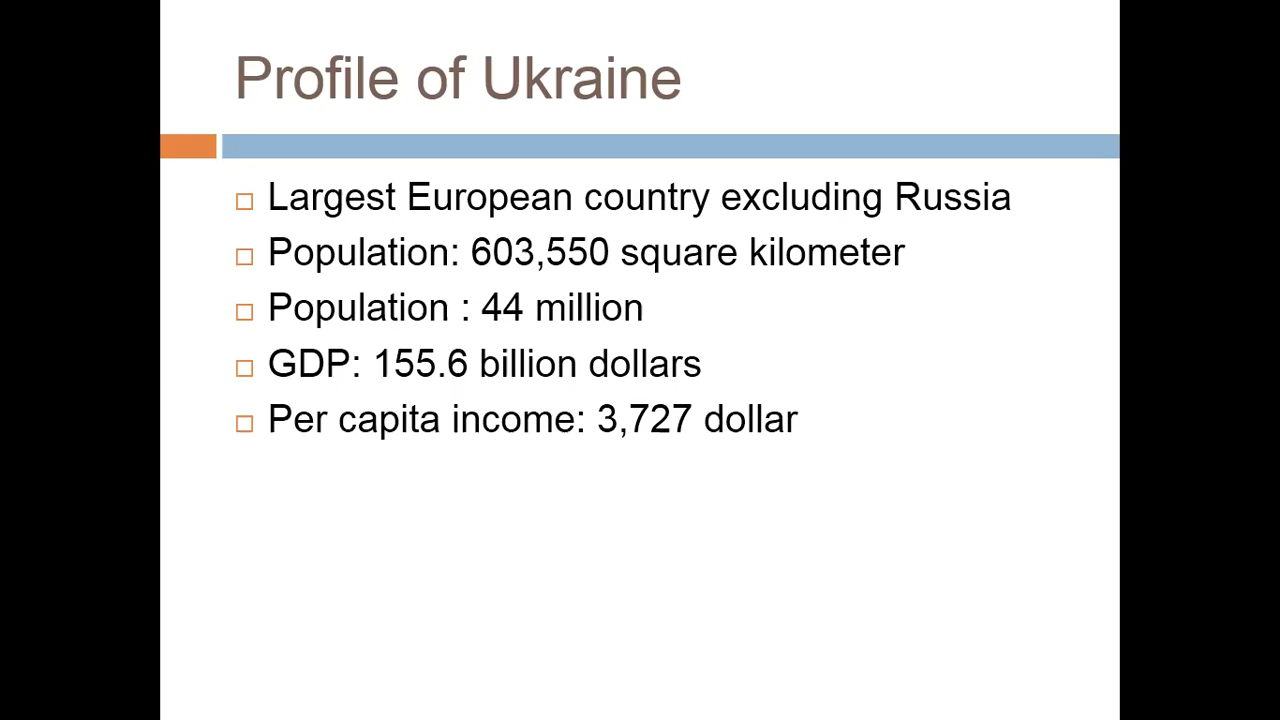 Profile of Ukraine
Largest European country excluding Russia
Population: 603,550 square kilometer
Population : 44 million
GDP: 155.6 billion dollars
Per capita income: 3,727 dollar